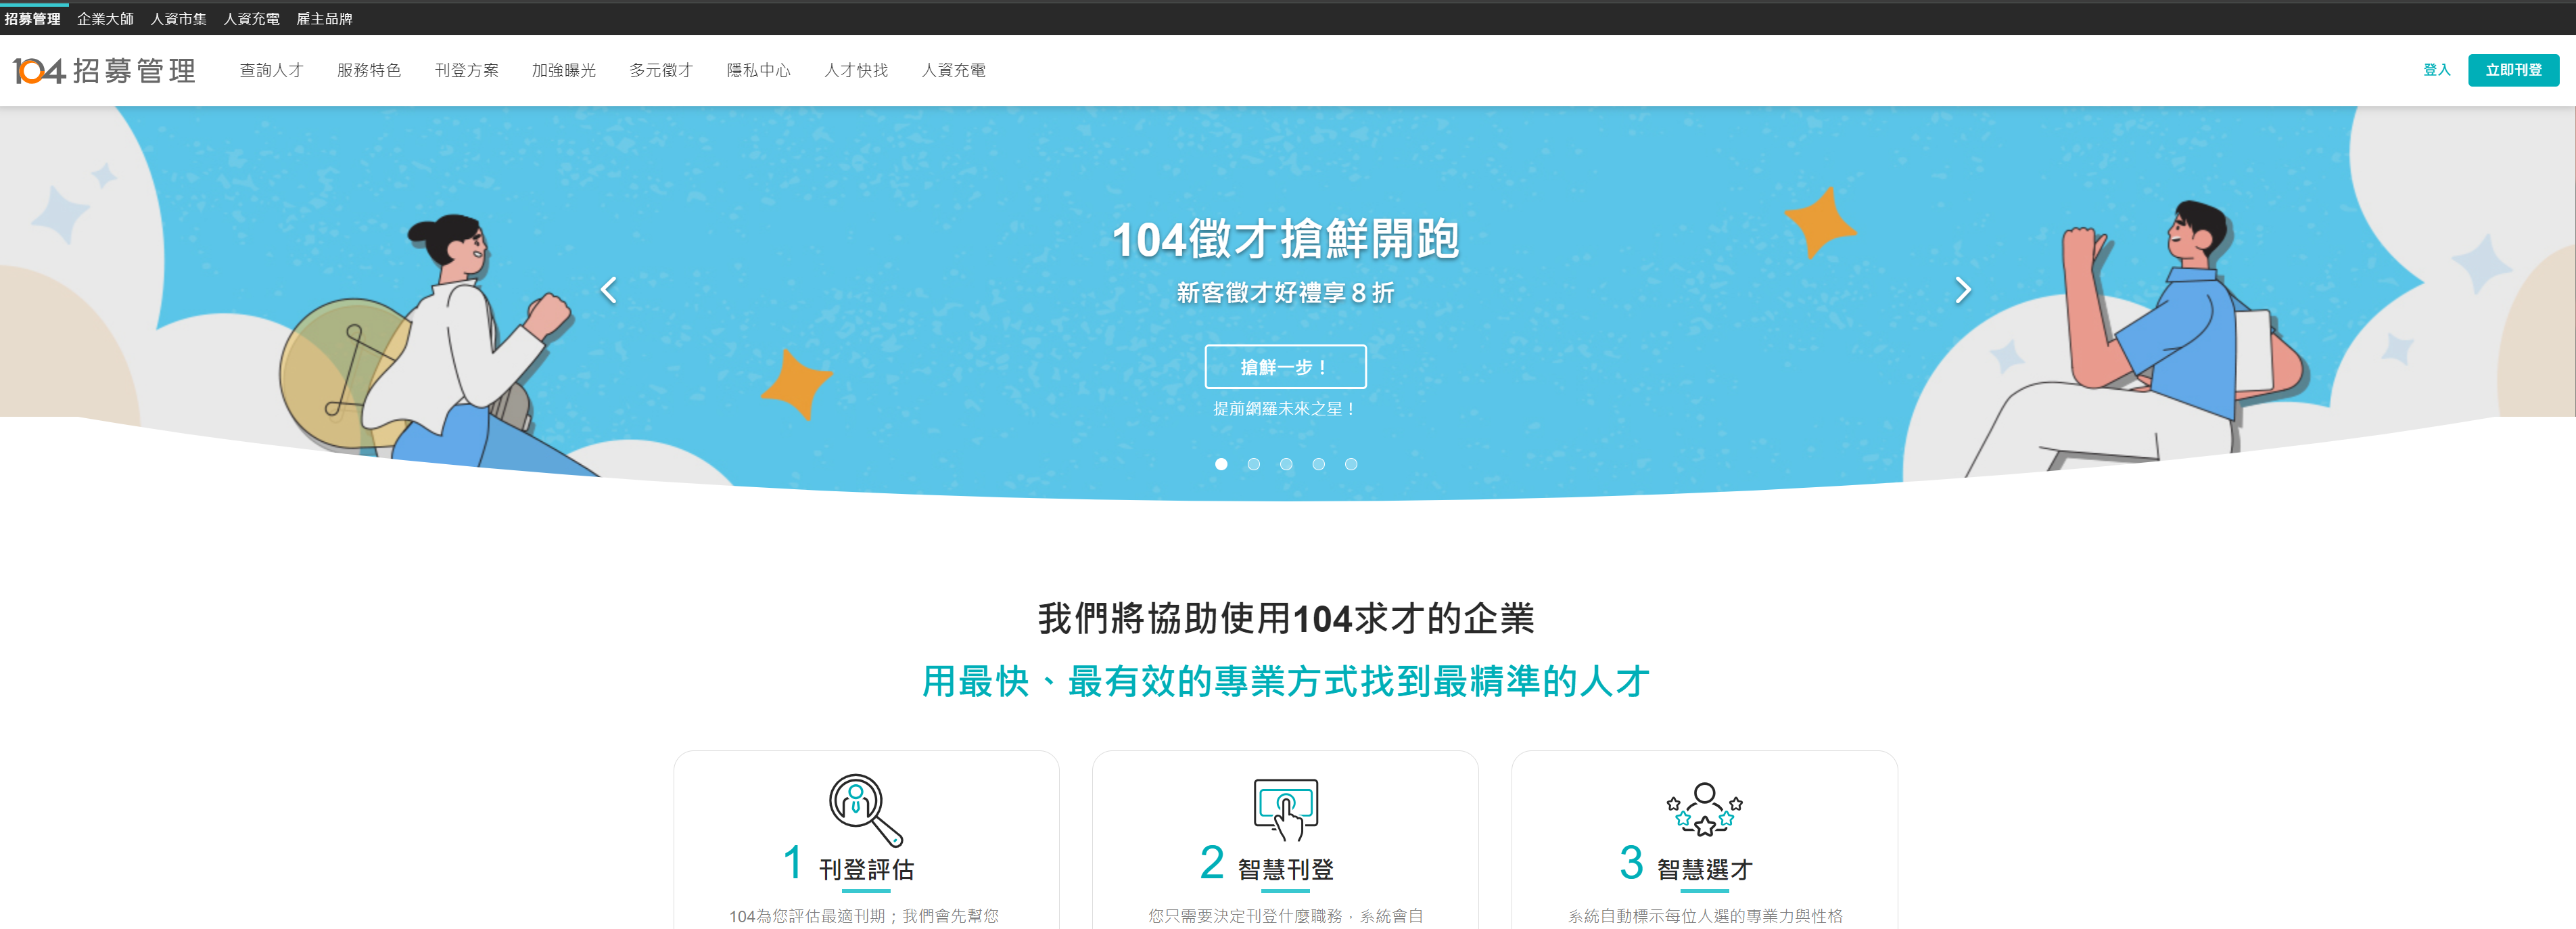 招募管理 企業大師 人資市集 人資充電 雇主品牌
104 招募管理 查詢人才 服務特色 刊登方案 加強曝光 多元徵才 隱私中心 人才快找 人資充電 登入 立即刊登
104徵才搶鮮開跑
新客徵才好禮享8折
搶鮮一步！
提前網羅未來之星！
我們將協助使用104求才的企業
用最快、最有效的專業方式找到最精準的人才
1 刊登評估
104為您評估最適刊期；我們會先幫您
2 智慧刊登
您只需要決定刊登什麼職務，系統會自
3 智慧選才
系統自動標示每位人選的專業力與性格